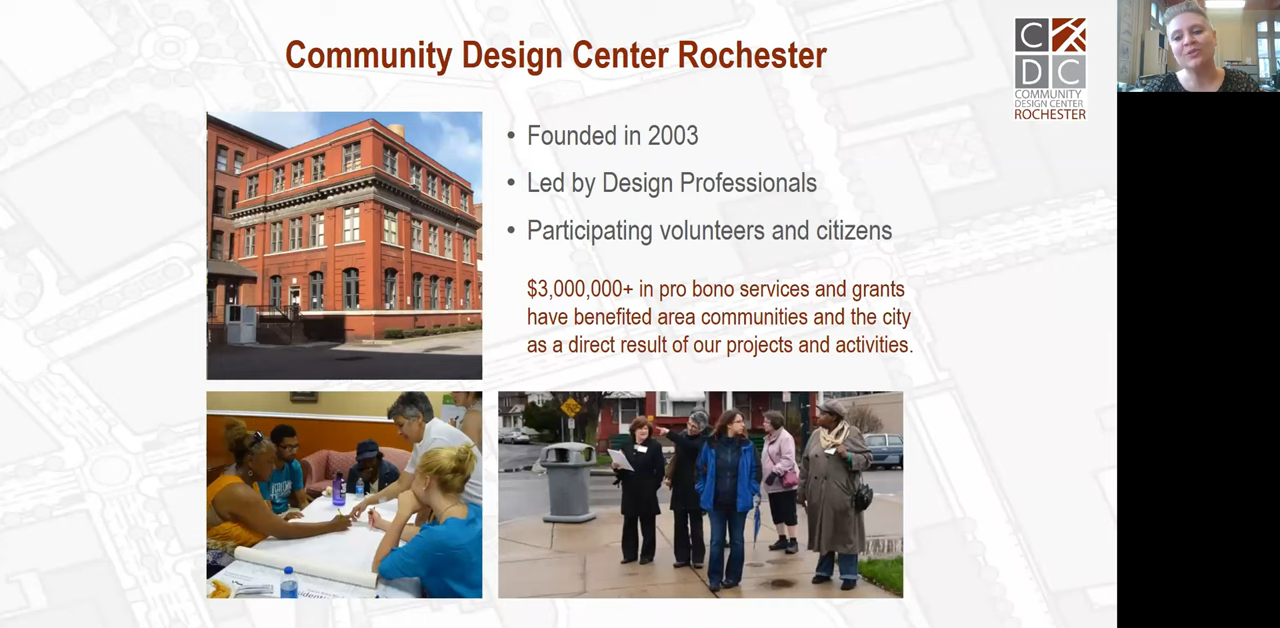 Community Design Center Rochester
C
D C
COMMUNITY
DESIGN CENTER
ROCHESTER
• Founded in 2003
• Led by Design Professionals
• Participating volunteers and citizens
$3,000,000+ in pro bono services and grants
have benefited area communities and the city
as a direct result of our projects and activities.